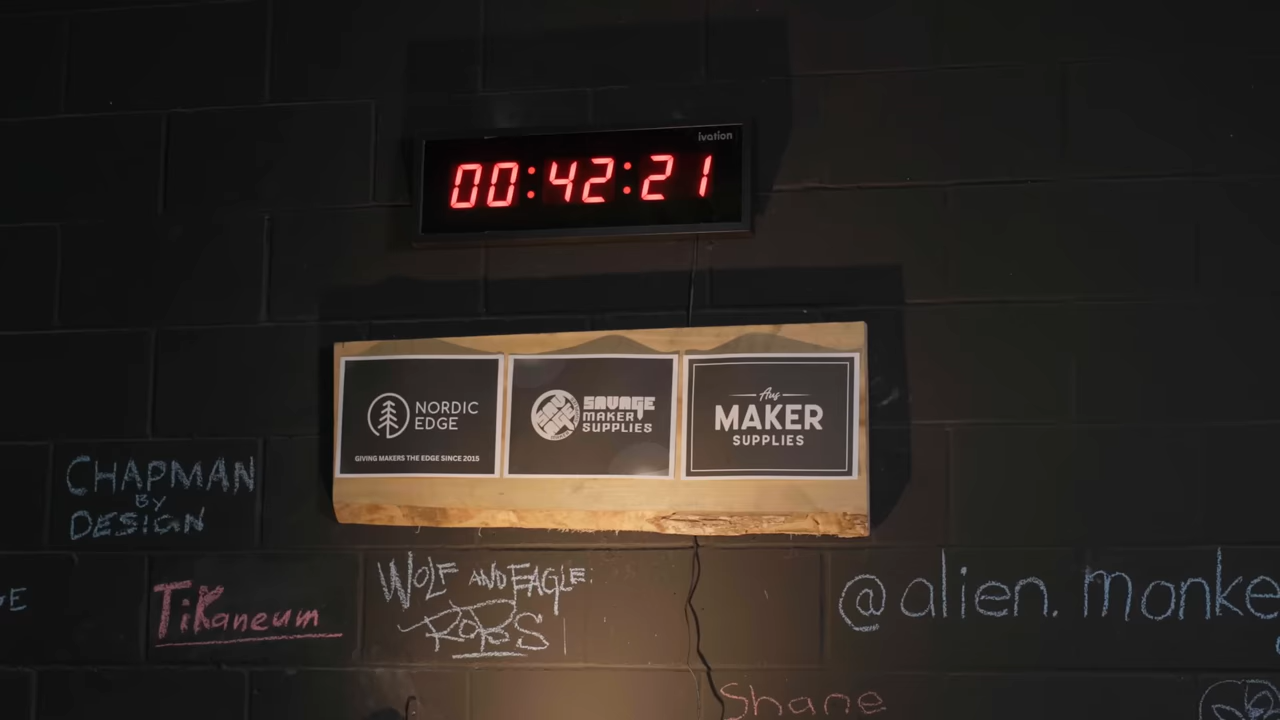 ivation
00:42:21
NORDIC
EDGE
GIVING MAKERS THE EDGE SINCE 2015
SAVAGE
MAKER
SUPPLIES
Aus
MAKER
SUPPLIES
CHAPMAN
BY
DESIGN
TiKaneum
WOLF AND EAGLE:
@alien.monke
Shane